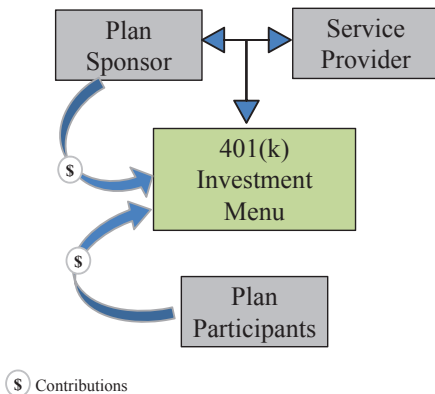 Plan
Sponsor
Service
Provider
$
401(k)
Investment
Menu
$
Plan
Participants
$ Contributions